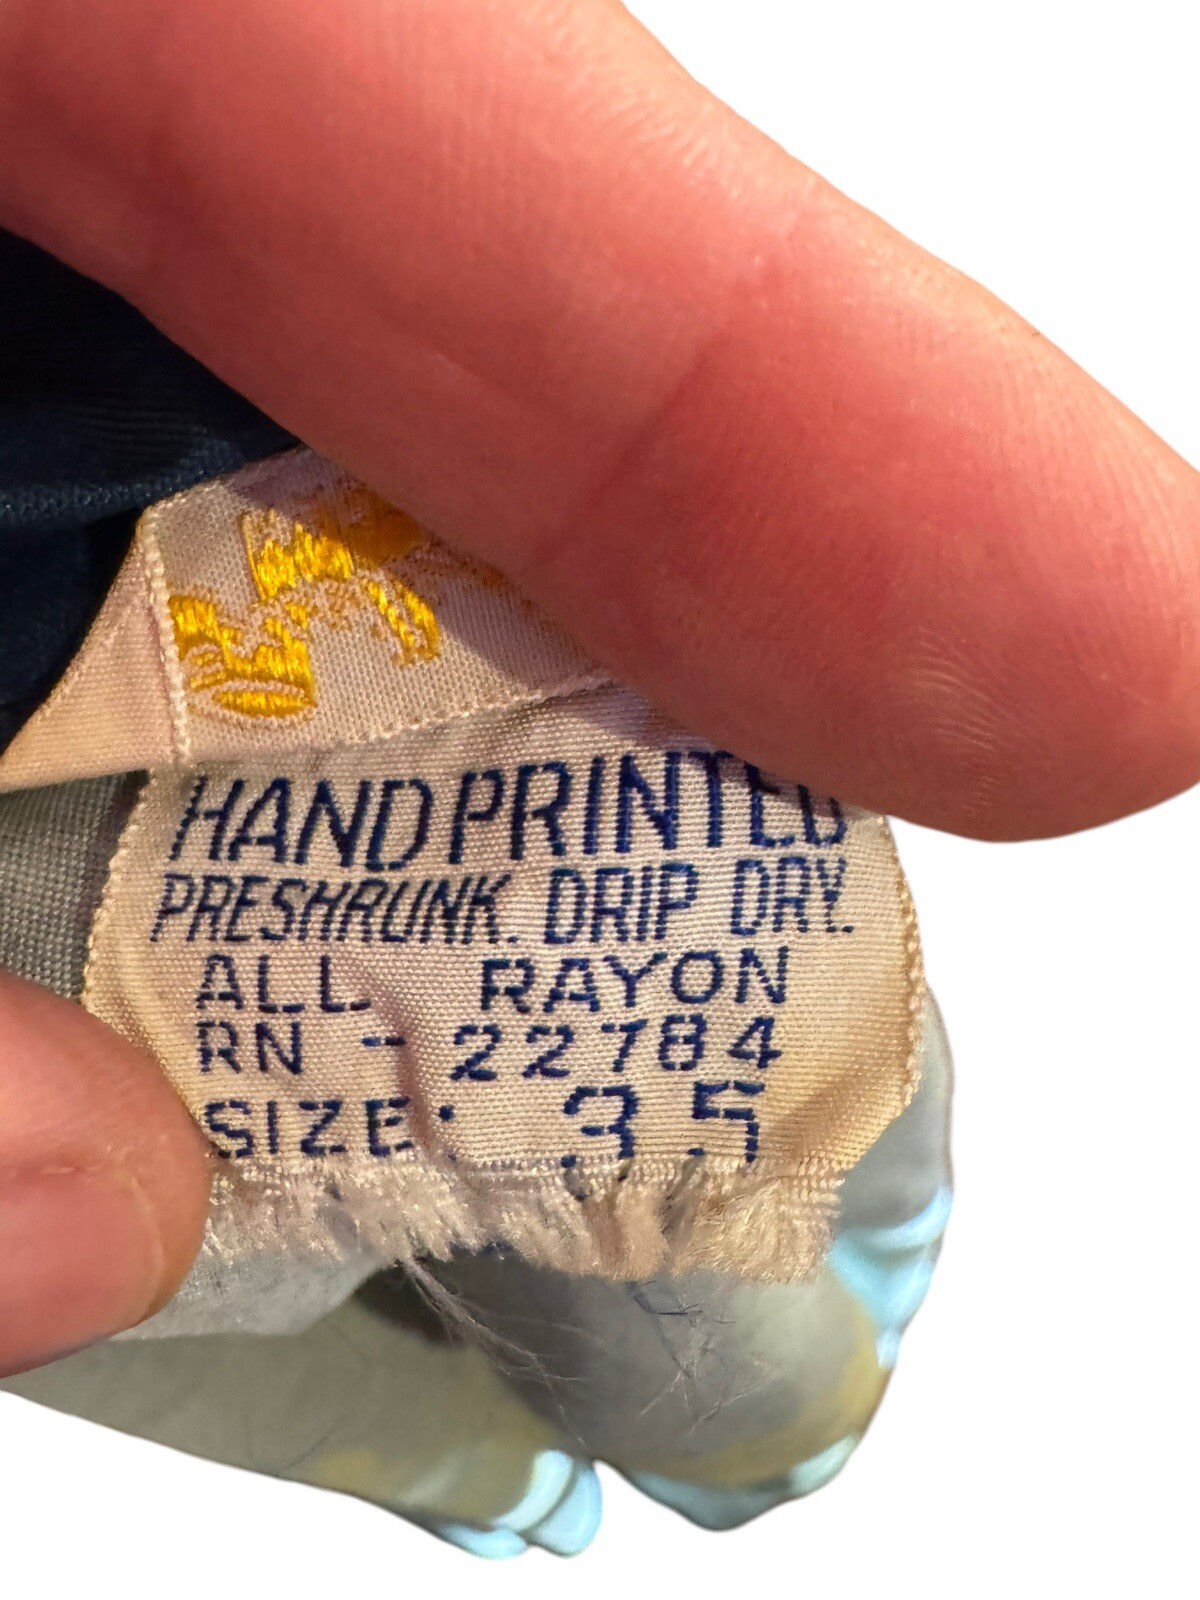 HAND PRINTED
PRESHRUNK. DRIP DRY.
ALL RAYON
RN - 22784
SIZE: 35